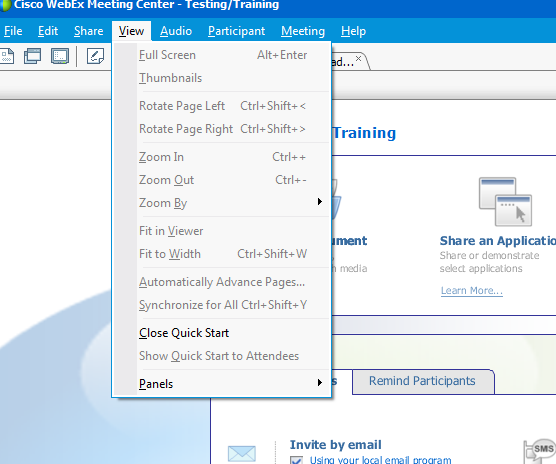 Cisco WebEx Meeting Center - Testing/Training
File Edit Share View Audio Participant Meeting Help
ad...
Full Screen Alt+Enter
Thumbnails
Rotate Page Left Ctrl+Shift+<
Rotate Page Right Ctrl+Shift+>
Training
Zoom In Ctrl++
Zoom Out Ctrl+-
Zoom By
Fit in Viewer
Share an Applicatio
Fit to Width Ctrl+Shift+W
Share or demonstrate
media
select applications
Automatically Advance Pages...
Learn More...
Synchronize for All Ctrl+Shift+Y
Close Quick Start
Show Quick Start to Attendees
Panels
Remind Participants
Invite by email
SMS
Using your local email program